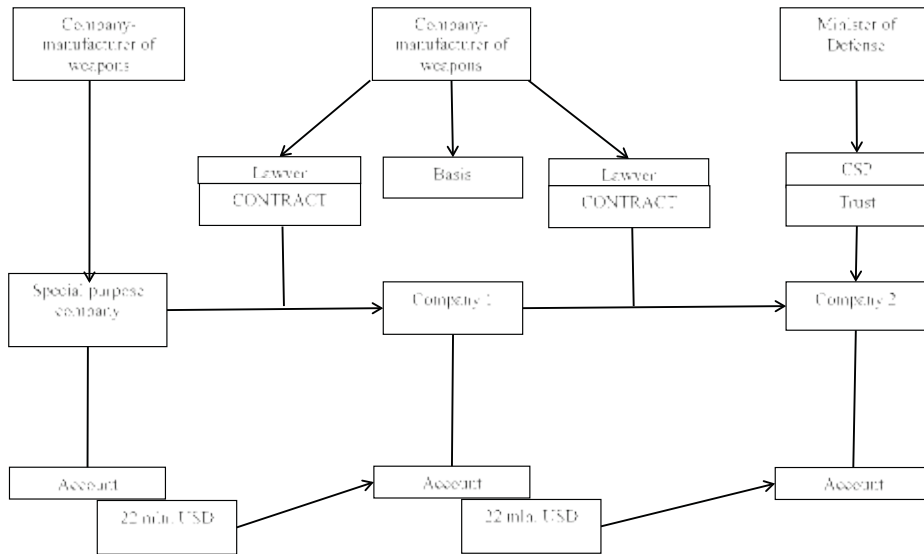 Company-
manufacturer of
weapons
Company-
manufacturer of
weapons
Minister of
Defense
Lawyer
CONTRACT
Basis
Lawyer
CONTRACT
CSP
Trust
Special purpose
company
Company 1
Company 2
Account
22 mln. USD
Account
22 mln. USD
Account